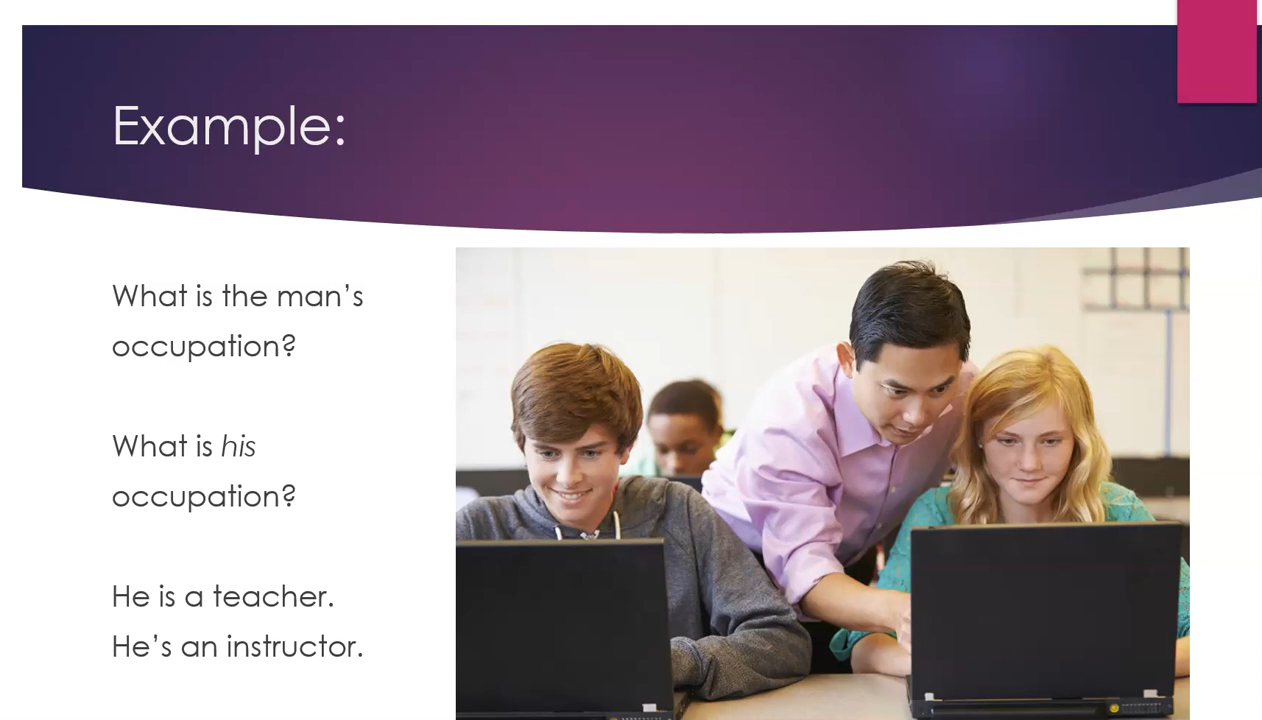 Example:
What is the man’s
occupation?
What is his
occupation?
He is a teacher.
He’s an instructor.